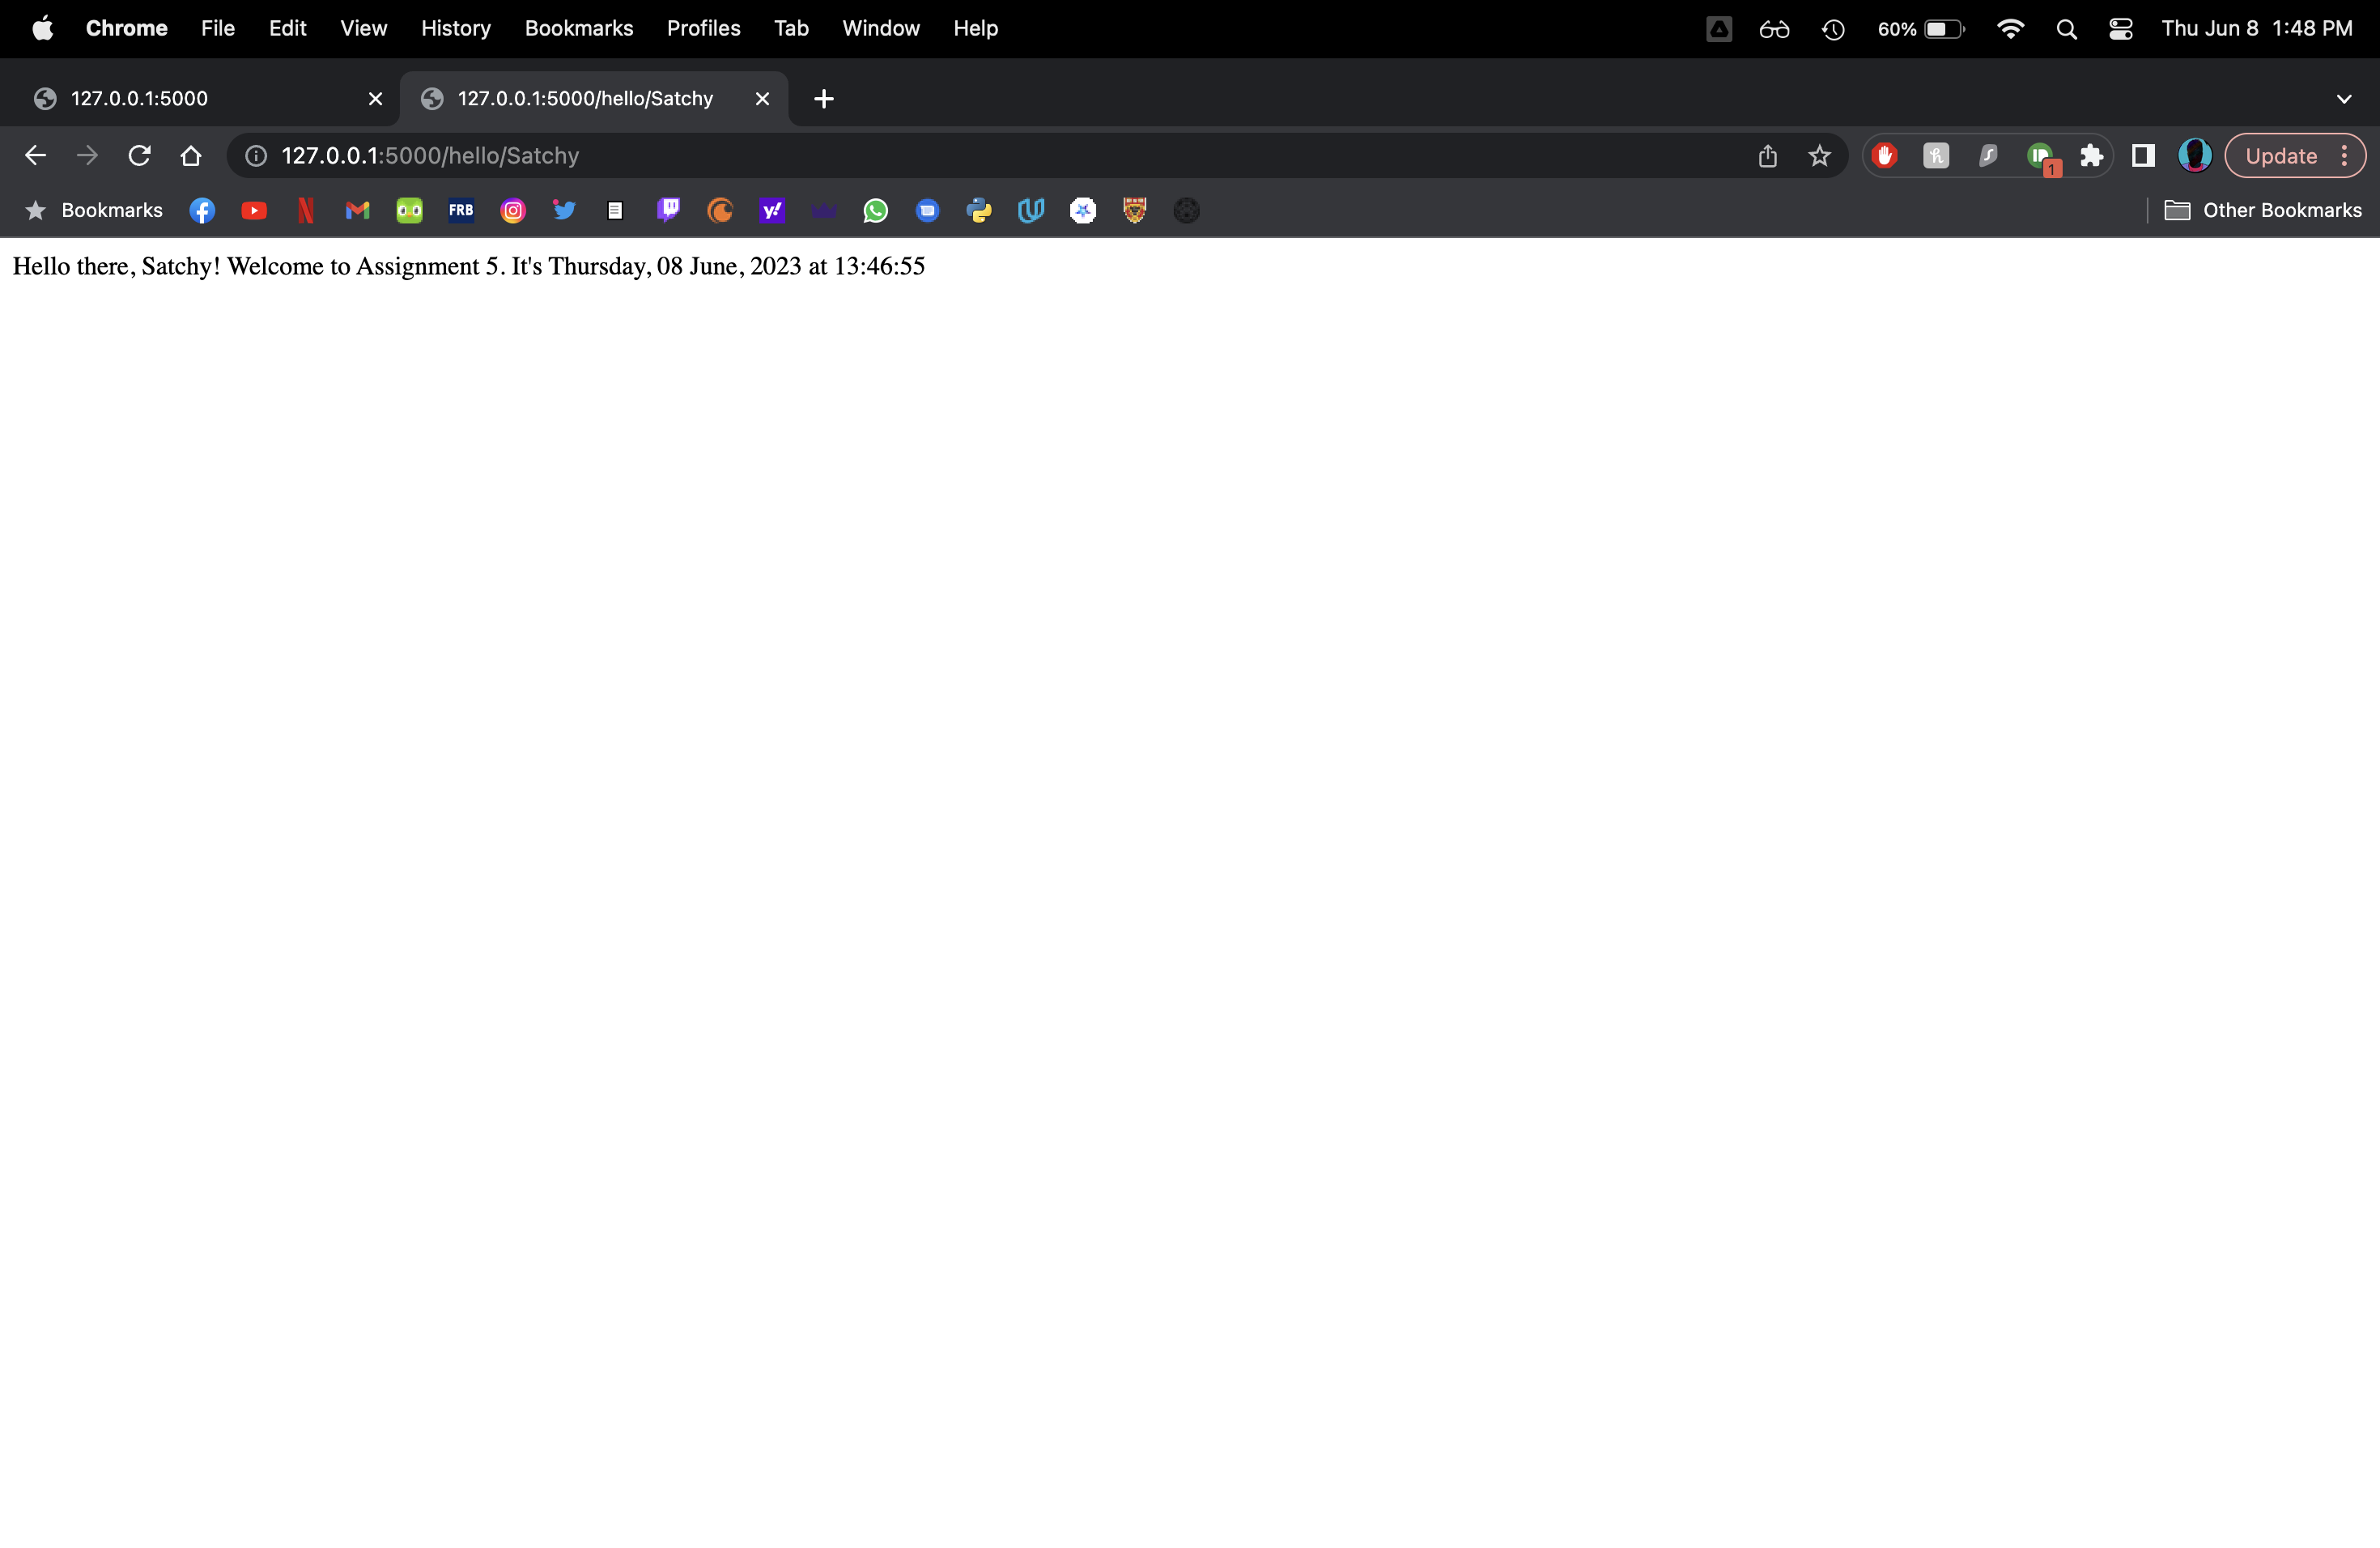 Chrome File Edit View History Bookmarks Profiles Tab Window Help 60% Thu Jun 8 1:48 PM
127.0.0.1:5000 127.0.0.1:5000/hello/Satchy
127.0.0.1:5000/hello/Satchy 1 Update
Bookmarks FRB y! Other Bookmarks
Hello there, Satchy! Welcome to Assignment 5. It's Thursday, 08 June, 2023 at 13:46:55